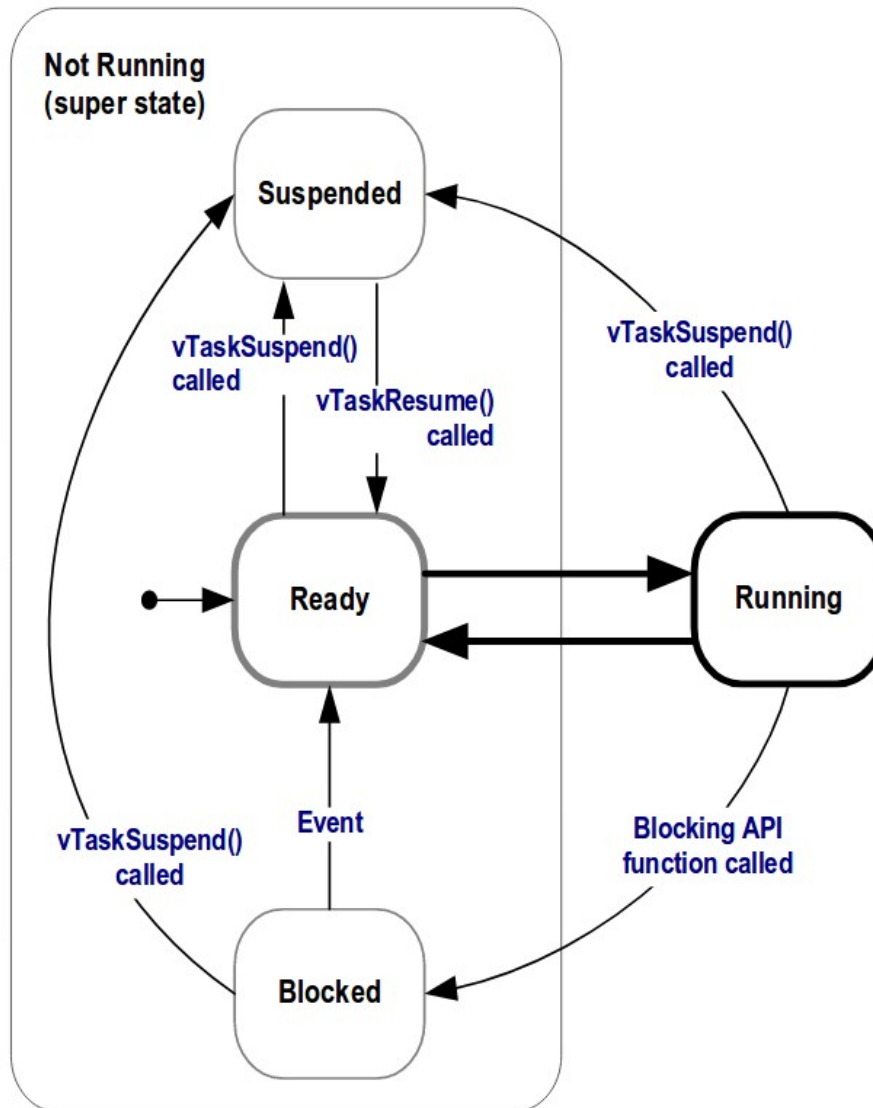 Not Running
(super state)
Suspended
vTaskSuspend()
called
vTaskResume()
called
vTaskSuspend()
called
Ready
Running
vTaskSuspend()
called
Event
Blocking API
function called
Blocked